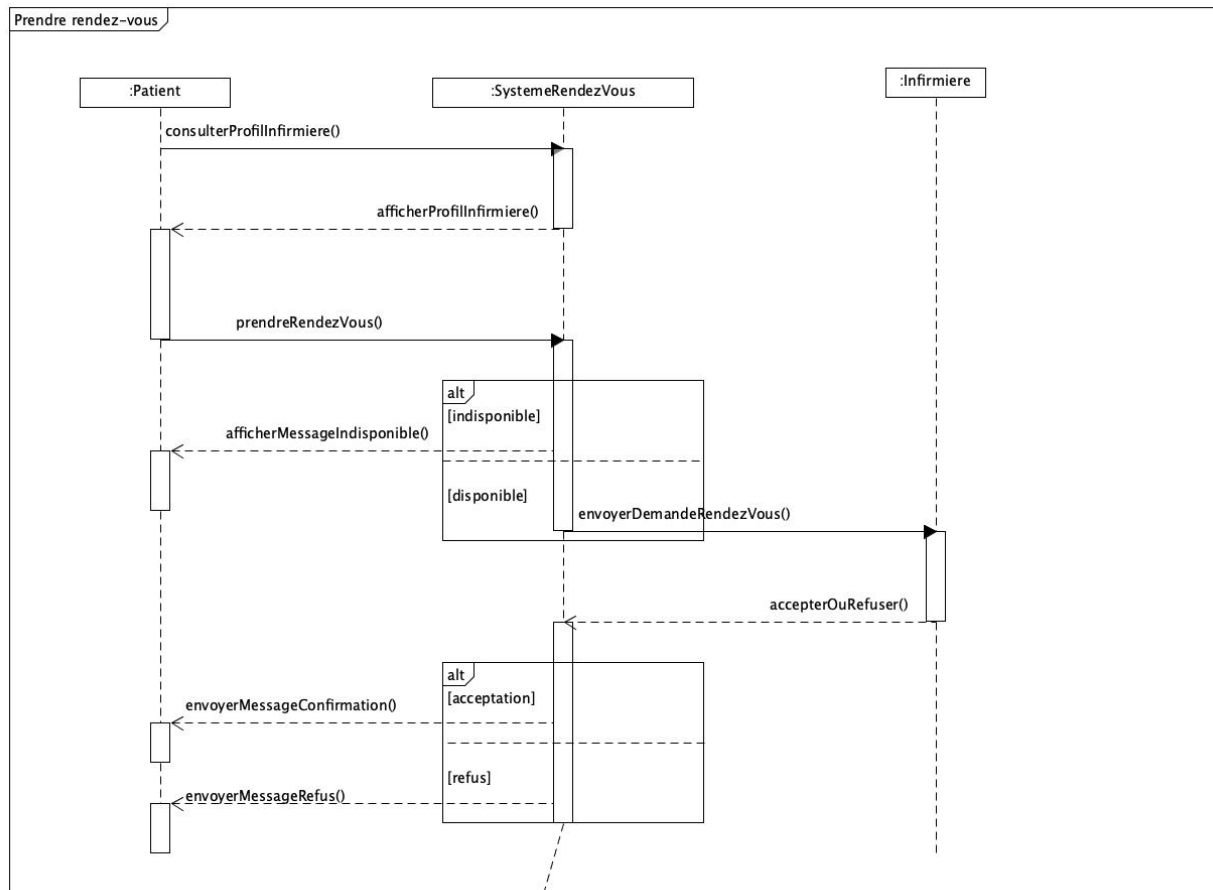 Prendre rendez-vous
:Patient
:SystemeRendezVous
:Infirmiere
consulterProfilInfirmiere()
afficherProfilInfirmiere()
prendreRendezVous()
alt
[indisponible]
afficherMessageIndisponible()
[disponible]
envoyerDemandeRendezVous()
accepterOuRefuser()
alt
[acceptation]
envoyerMessageConfirmation()
[refus]
envoyerMessageRefus()